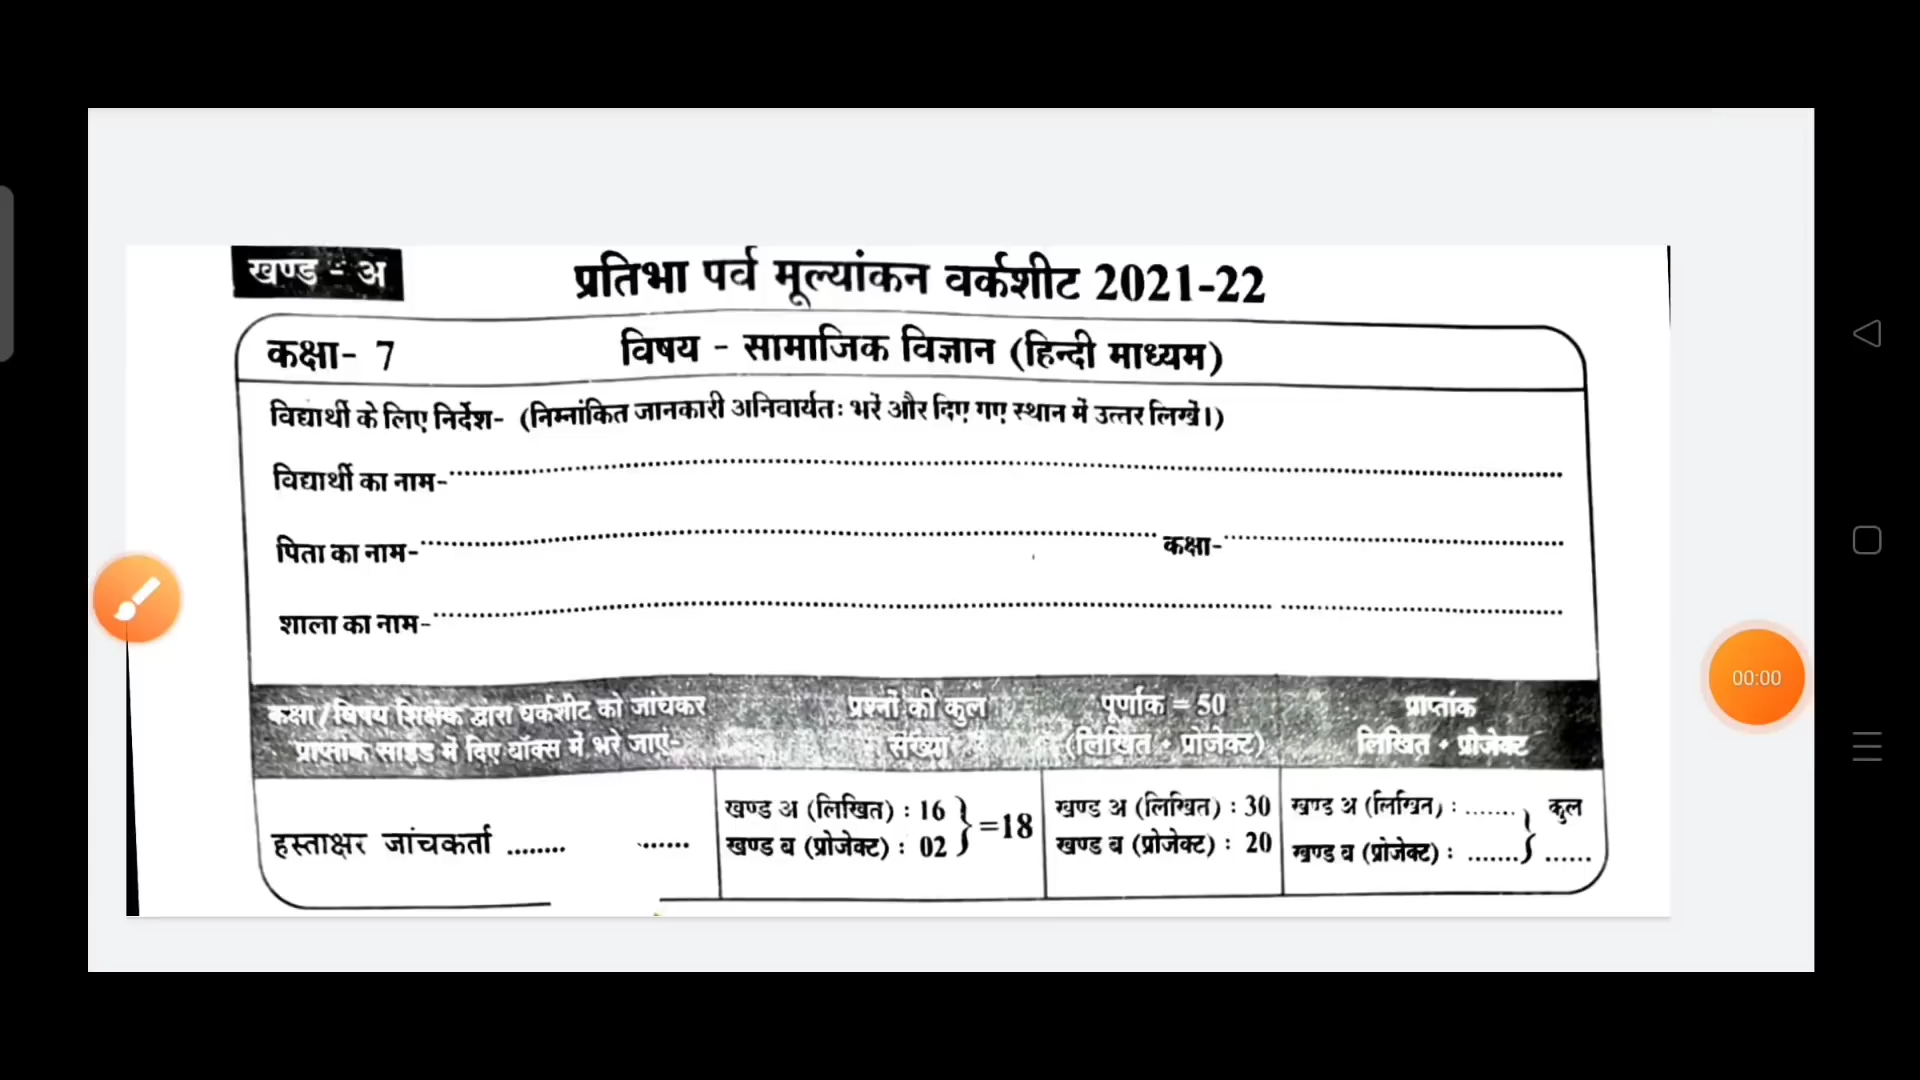 खण्ड - अ
प्रतिभा पर्व मूल्यांकन वर्कशीट 2021-22
कक्षा- 7 विषय - सामाजिक विज्ञान (हिन्दी माध्यम)
विद्यार्थी के लिए निर्देश- (निम्नांकित जानकारी अनिवार्यतः भरें और दिए गए स्थान में उत्तर लिखें।)
विद्यार्थी का नाम-
पिता का नाम- कक्षा-
शाला का नाम-
कक्षा/विषय शिक्षक द्वारा वर्कशीट को जांचकर प्रश्नों की कुल पूर्णांक = 50 प्राप्तांक
प्राप्तांक साइड में दिए बॉक्स में भरे जाएं- संख्या (लिखित + प्रोजेक्ट) लिखित + प्रोजेक्ट
खण्ड अ (लिखित) : 16 खण्ड अ (लिखित) : 30 खण्ड अ (लिखित) : ....... कुल
हस्ताक्षर जांचकर्ता ........ ....... } =18
खण्ड ब (प्रोजेक्ट) : 02 खण्ड ब (प्रोजेक्ट) : 20 खण्ड ब (प्रोजेक्ट) : ....... } ......
00:00